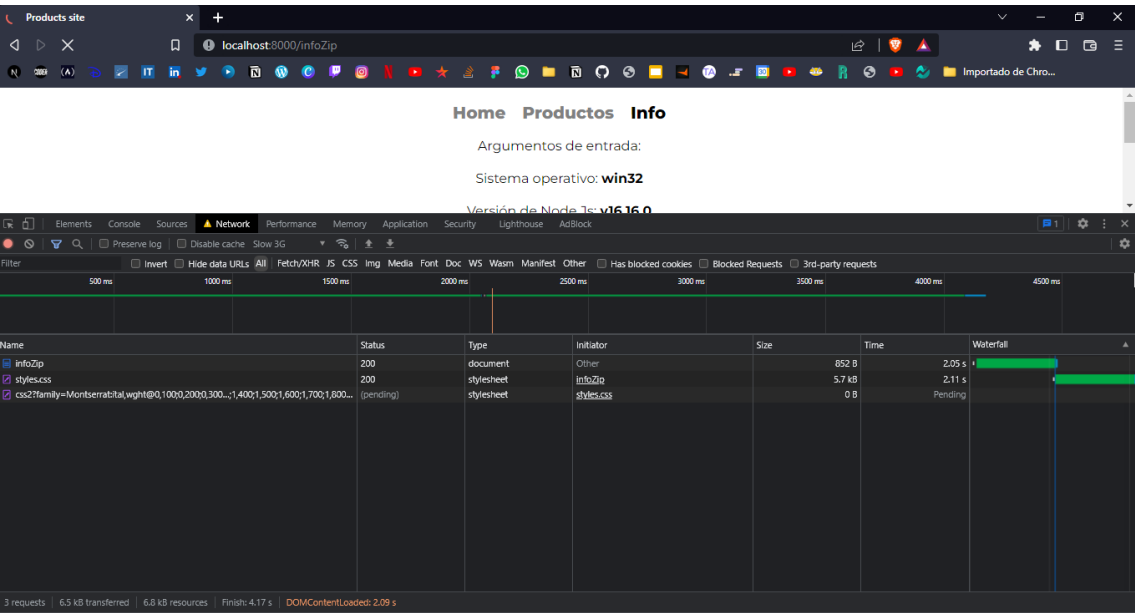 Products site
localhost:8000/infoZip
Importado de Chro...
Home Productos Info
Argumentos de entrada:
Sistema operativo: win32
Versión de Node Js: v16.16.0
Elements Console Sources Network Performance Memory Application Security Lighthouse AdBlock 1
Preserve log Disable cache Slow 3G
Filter Invert Hide data URLs All Fetch/XHR JS CSS Img Media Font Doc WS Wasm Manifest Other Has blocked cookies Blocked Requests 3rd-party requests
500 ms 1000 ms 1500 ms 2000 ms 2500 ms 3000 ms 3500 ms 4000 ms 4500 ms
Name Status Type Initiator Size Time Waterfall
infoZip 200 document Other 852 B 2.05 s
styles.css 200 stylesheet infoZip 5.7 kB 2.11 s
css2?family=Montserrat:ital,wght@0,100;0,200;0,300...;1,400;1,500;1,600;1,700;1,800... (pending) stylesheet styles.css 0 B Pending
3 requests 6.5 kB transferred 6.8 kB resources Finish: 4.17 s DOMContentLoaded: 2.09 s